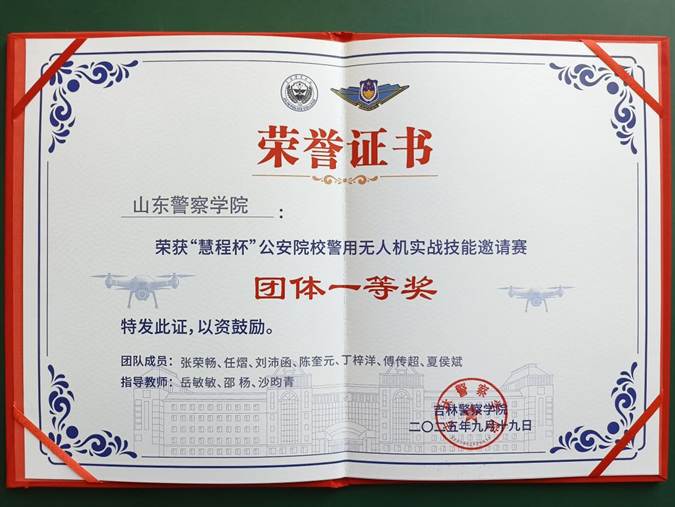 荣誉证书
山东警察学院：
荣获“慧程杯”公安院校警用无人机实战技能邀请赛
团体一等奖
特发此证，以资鼓励。
团队成员：张荣畅、任熠、刘沛函、陈奎元、丁梓洋、傅传超、夏侯斌
指导教师：岳敏敏、邵杨、沙昀青
吉林警察学院
二〇二五年九月十九日